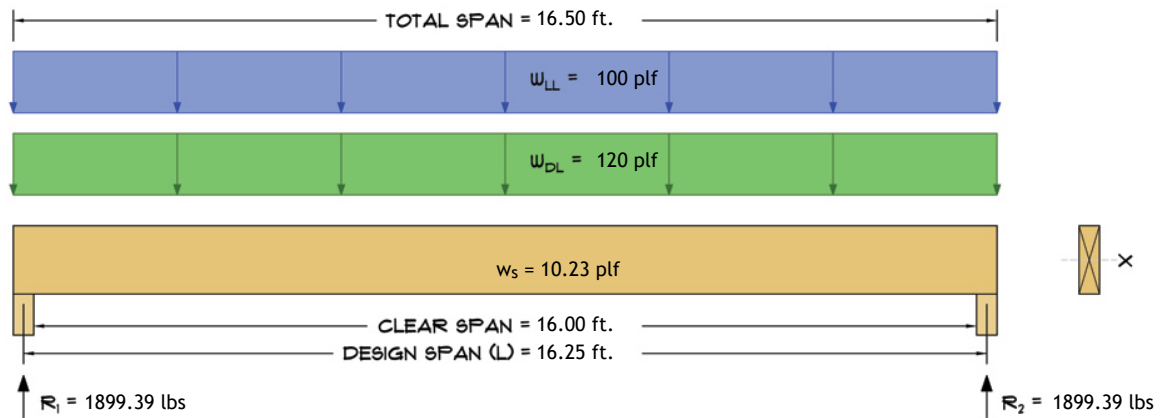 TOTAL SPAN = 16.50 ft.
WLL = 100 plf
WDL = 120 plf
ws = 10.23 plf
X
CLEAR SPAN = 16.00 ft.
DESIGN SPAN (L) = 16.25 ft.
R1 = 1899.39 lbs
R2 = 1899.39 lbs